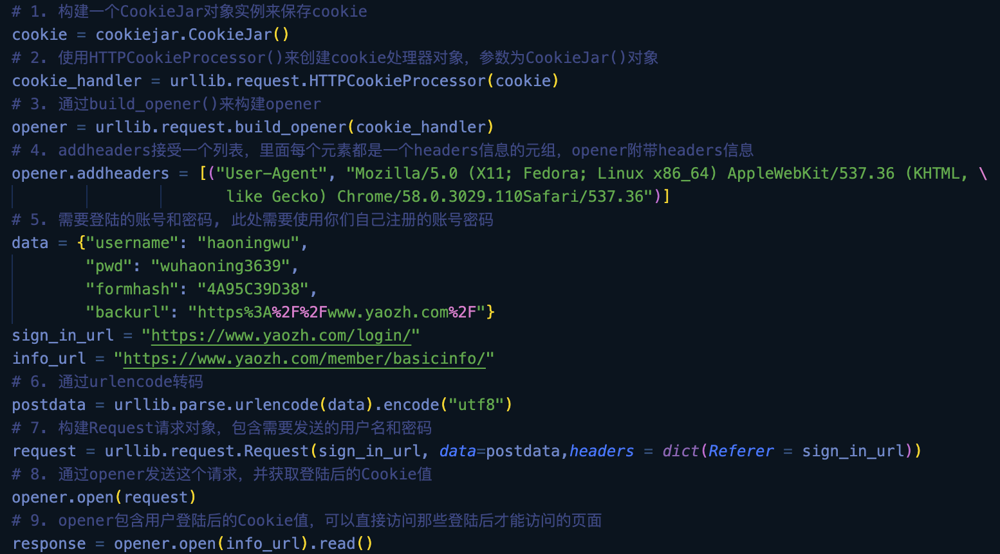 # 1. 构建一个CookieJar对象实例来保存cookie
cookie = cookiejar.CookieJar()
# 2. 使用HTTPCookieProcessor()来创建cookie处理器对象，参数为CookieJar()对象
cookie_handler = urllib.request.HTTPCookieProcessor(cookie)
# 3. 通过build_opener()来构建opener
opener = urllib.request.build_opener(cookie_handler)
# 4. addheaders接受一个列表，里面每个元素都是一个headers信息的元组，opener附带headers信息
opener.addheaders = [("User-Agent", "Mozilla/5.0 (X11; Fedora; Linux x86_64) AppleWebKit/537.36 (KHTML, \
                       like Gecko) Chrome/58.0.3029.110Safari/537.36")]
# 5. 需要登陆的账号和密码, 此处需要使用你们自己注册的账号密码
data = {"username": "haoningwu",
        "pwd": "wuhaoning3639",
        "formhash": "4A95C39D38",
        "backurl": "https%3A%2F%2Fwww.yaozh.com%2F"}
sign_in_url = "https://www.yaozh.com/login/"
info_url = "https://www.yaozh.com/member/basicinfo/"
# 6. 通过urlencode转码
postdata = urllib.parse.urlencode(data).encode("utf8")
# 7. 构建Request请求对象，包含需要发送的用户名和密码
request = urllib.request.Request(sign_in_url, data=postdata,headers = dict(Referer = sign_in_url))
# 8. 通过opener发送这个请求，并获取登陆后的Cookie值
opener.open(request)
# 9. opener包含用户登陆后的Cookie值，可以直接访问那些登陆后才能访问的页面
response = opener.open(info_url).read()